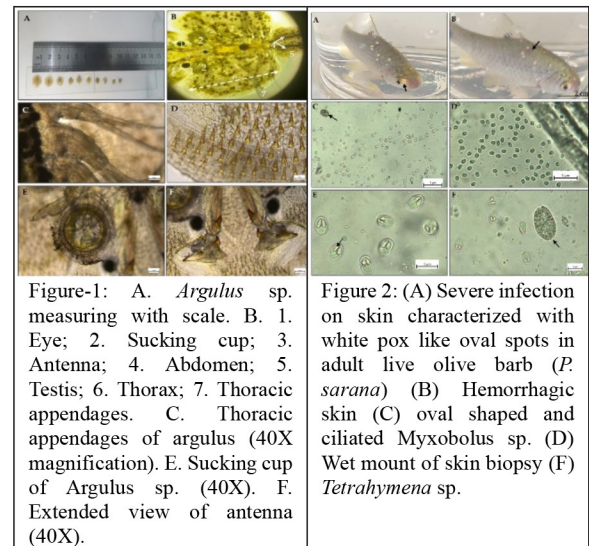 A
B
C
D
E
F
A
B
2 cm
C
D
E
F
Figure-1: A. Argulus sp.
measuring with scale. B. 1.
Eye; 2. Sucking cup; 3.
Antenna; 4. Abdomen; 5.
Testis; 6. Thorax; 7. Thoracic
appendages. C. Thoracic
appendages of argulus (40X
magnification). E. Sucking cup
of Argulus sp. (40X). F.
Extended view of antenna
(40X).
Figure 2: (A) Severe infection
on skin characterized with
white pox like oval spots in
adult live olive barb (P.
sarana) (B) Hemorrhagic
skin (C) oval shaped and
ciliated Myxobolus sp. (D)
Wet mount of skin biopsy (F)
Tetrahymena sp.